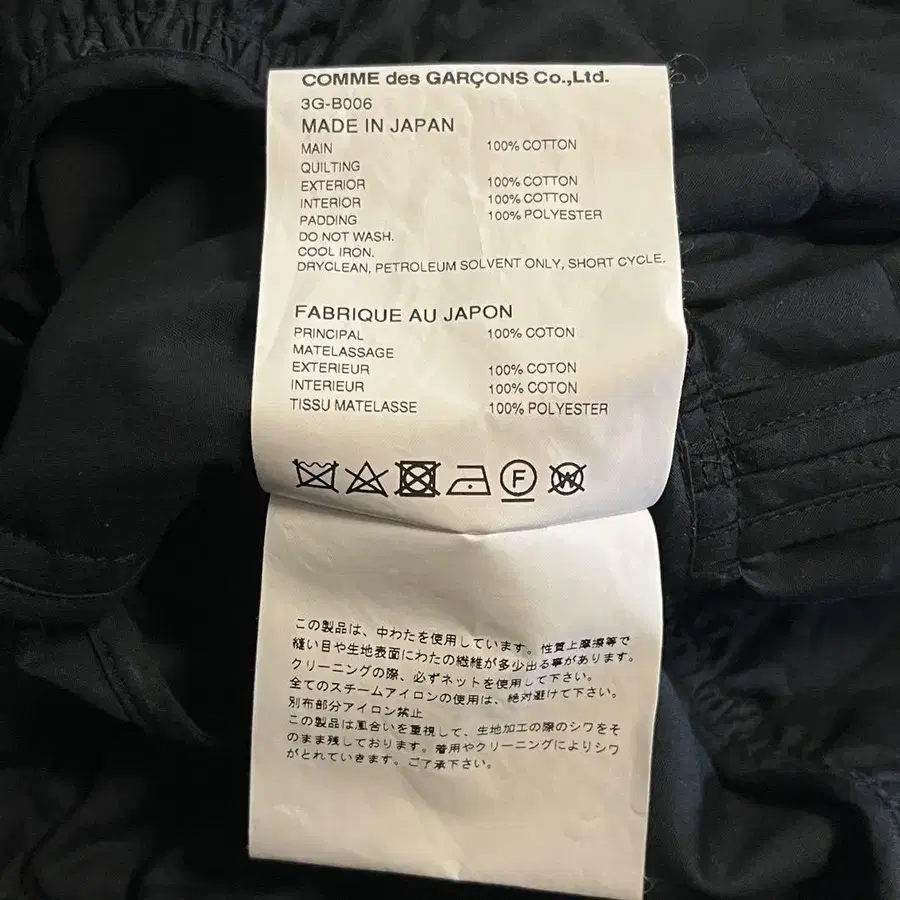 COMME des GARÇONS Co.,Ltd.
3G-B006
MADE IN JAPAN
MAIN 100% COTTON
QUILTING
EXTERIOR 100% COTTON
INTERIOR 100% COTTON
PADDING 100% POLYESTER
DO NOT WASH.
COOL IRON.
DRYCLEAN, PETROLEUM SOLVENT ONLY, SHORT CYCLE.
FABRIQUE AU JAPON
PRINCIPAL 100% COTON
MATELASSAGE
EXTERIEUR 100% COTON
INTERIEUR 100% COTON
TISSU MATELASSE 100% POLYESTER
F W
この製品は、中わたを使用しています。性質上摩擦等で
縫い目や生地表面にわたの繊維が多少出る事があります。
クリーニングの際、必ずネットを使用して下さい。
全てのスチームアイロンの使用は、絶対避けて下さい。
別布部分アイロン禁止
この製品は風合いを重視して、生地加工の際のシワをそ
のまま残しております。着用やクリーニングによりシワ
がとれていきます。ご了承下さい。